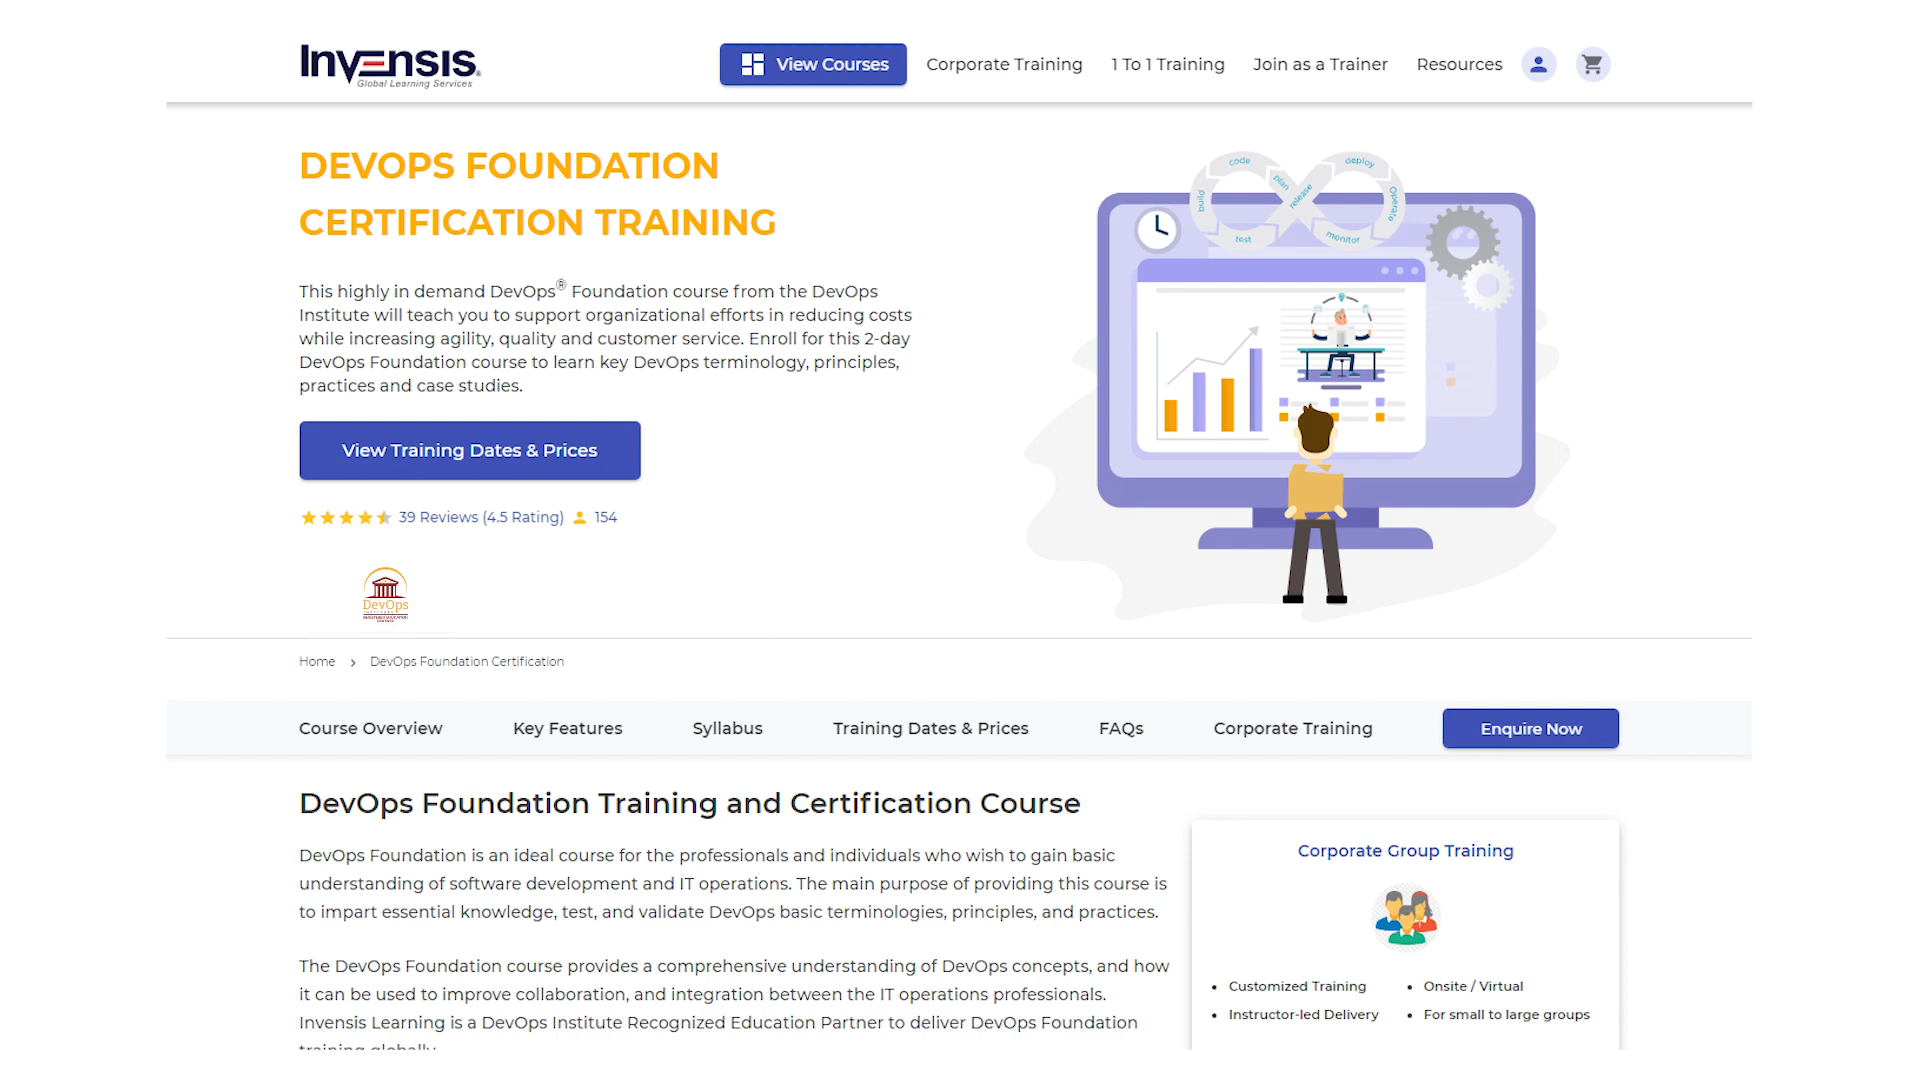 Invensis®
Global Learning Services
View Courses
Corporate Training
1 To 1 Training
Join as a Trainer
Resources
DEVOPS FOUNDATION
CERTIFICATION TRAINING
This highly in demand DevOps® Foundation course from the DevOps
Institute will teach you to support organizational efforts in reducing costs
while increasing agility, quality and customer service. Enroll for this 2-day
DevOps Foundation course to learn key DevOps terminology, principles,
practices and case studies.
View Training Dates & Prices
39 Reviews (4.5 Rating) 154
DevOps
code
build
test
plan
release
deploy
Operate
monitor
Home > DevOps Foundation Certification
Course Overview
Key Features
Syllabus
Training Dates & Prices
FAQs
Corporate Training
Enquire Now
DevOps Foundation Training and Certification Course
DevOps Foundation is an ideal course for the professionals and individuals who wish to gain basic
understanding of software development and IT operations. The main purpose of providing this course is
to impart essential knowledge, test, and validate DevOps basic terminologies, principles, and practices.
The DevOps Foundation course provides a comprehensive understanding of DevOps concepts, and how
it can be used to improve collaboration, and integration between the IT operations professionals.
Invensis Learning is a DevOps Institute Recognized Education Partner to deliver DevOps Foundation
training globally.
Corporate Group Training
• Customized Training
• Onsite / Virtual
• Instructor-led Delivery
• For small to large groups